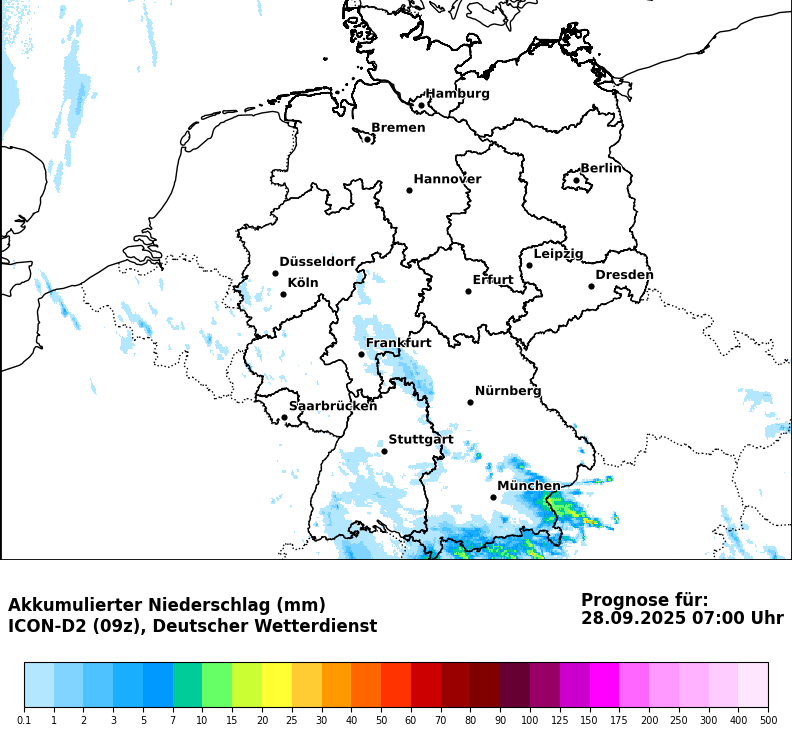 Hamburg
Bremen
Berlin
Hannover
Leipzig
Düsseldorf
Dresden
Köln
Erfurt
Frankfurt
Nürnberg
Saarbrücken
Stuttgart
München
Akkumulierter Niederschlag (mm)
ICON-D2 (09z), Deutscher Wetterdienst
Prognose für:
28.09.2025 07:00 Uhr
0.1 1 2 3 5 7 10 15 20 25 30 40 50 60 70 80 90 100 125 150 175 200 250 300 400 500